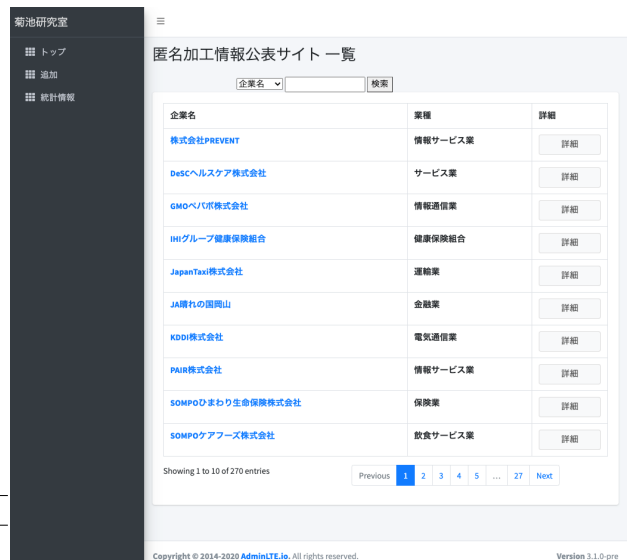 菊池研究室
トップ
追加
統計情報
匿名加工情報公表サイト 一覧
企業名 検索
企業名 業種 詳細
株式会社PREVENT 情報サービス業 詳細
DeSCヘルスケア株式会社 サービス業 詳細
GMOペパボ株式会社 情報通信業 詳細
IHIグループ健康保険組合 健康保険組合 詳細
JapanTaxi株式会社 運輸業 詳細
JA晴れの国岡山 金融業 詳細
KDDI株式会社 電気通信業 詳細
PAIR株式会社 情報サービス業 詳細
SOMPOひまわり生命保険株式会社 保険業 詳細
SOMPOケアフーズ株式会社 飲食サービス業 詳細
Showing 1 to 10 of 270 entries Previous 1 2 3 4 5 … 27 Next
Copyright © 2014-2020 AdminLTE.io. All rights reserved. Version 3.1.0-pre